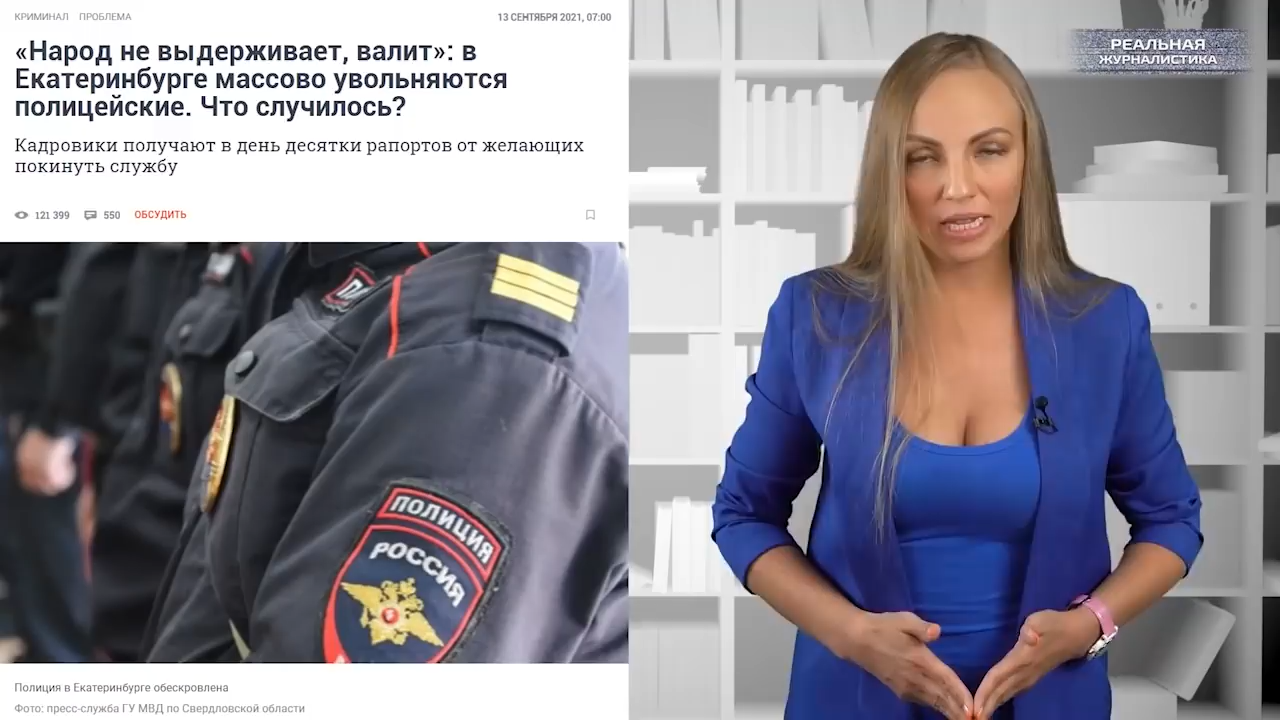 КРИМИНАЛ ПРОБЛЕМА
13 СЕНТЯБРЯ 2021, 07:00
«Народ не выдерживает, валит»: в
Екатеринбурге массово увольняются
полицейские. Что случилось?
Кадровики получают в день десятки рапортов от желающих
покинуть службу
121 399 550 ОБСУДИТЬ
ПОЛИЦИЯ
РОССИЯ
Полиция в Екатеринбурге обескровлена
Фото: пресс-служба ГУ МВД по Свердловской области
РЕАЛЬНАЯ
ЖУРНАЛИСТИКА